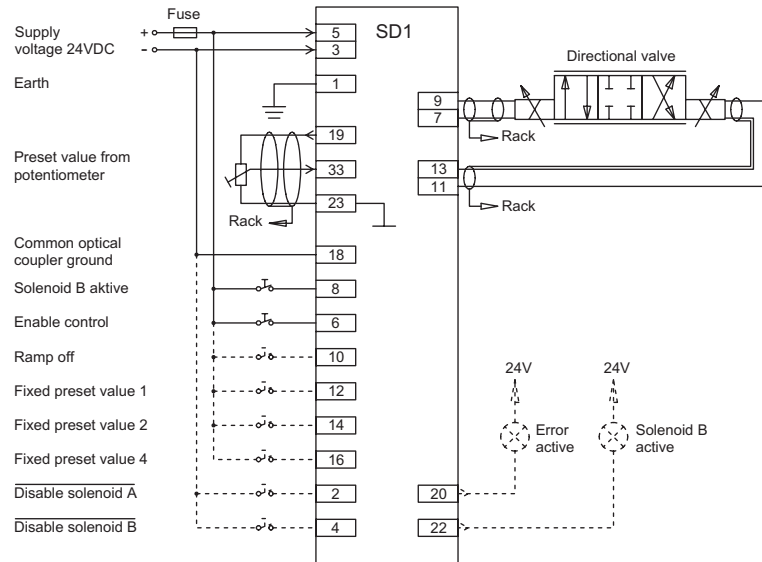 Fuse
Supply
voltage 24VDC
+
-
5
3
SD1
Earth
1
Directional valve
9
7
Rack
19
Preset value from
potentiometer
33
23
Rack
13
11
Rack
Common optical
coupler ground
18
Solenoid B aktive
8
Enable control
6
Ramp off
10
Fixed preset value 1
12
Fixed preset value 2
14
Fixed preset value 4
16
Disable solenoid A
2
Disable solenoid B
4
24V
24V
Error
active
Solenoid B
active
20
22